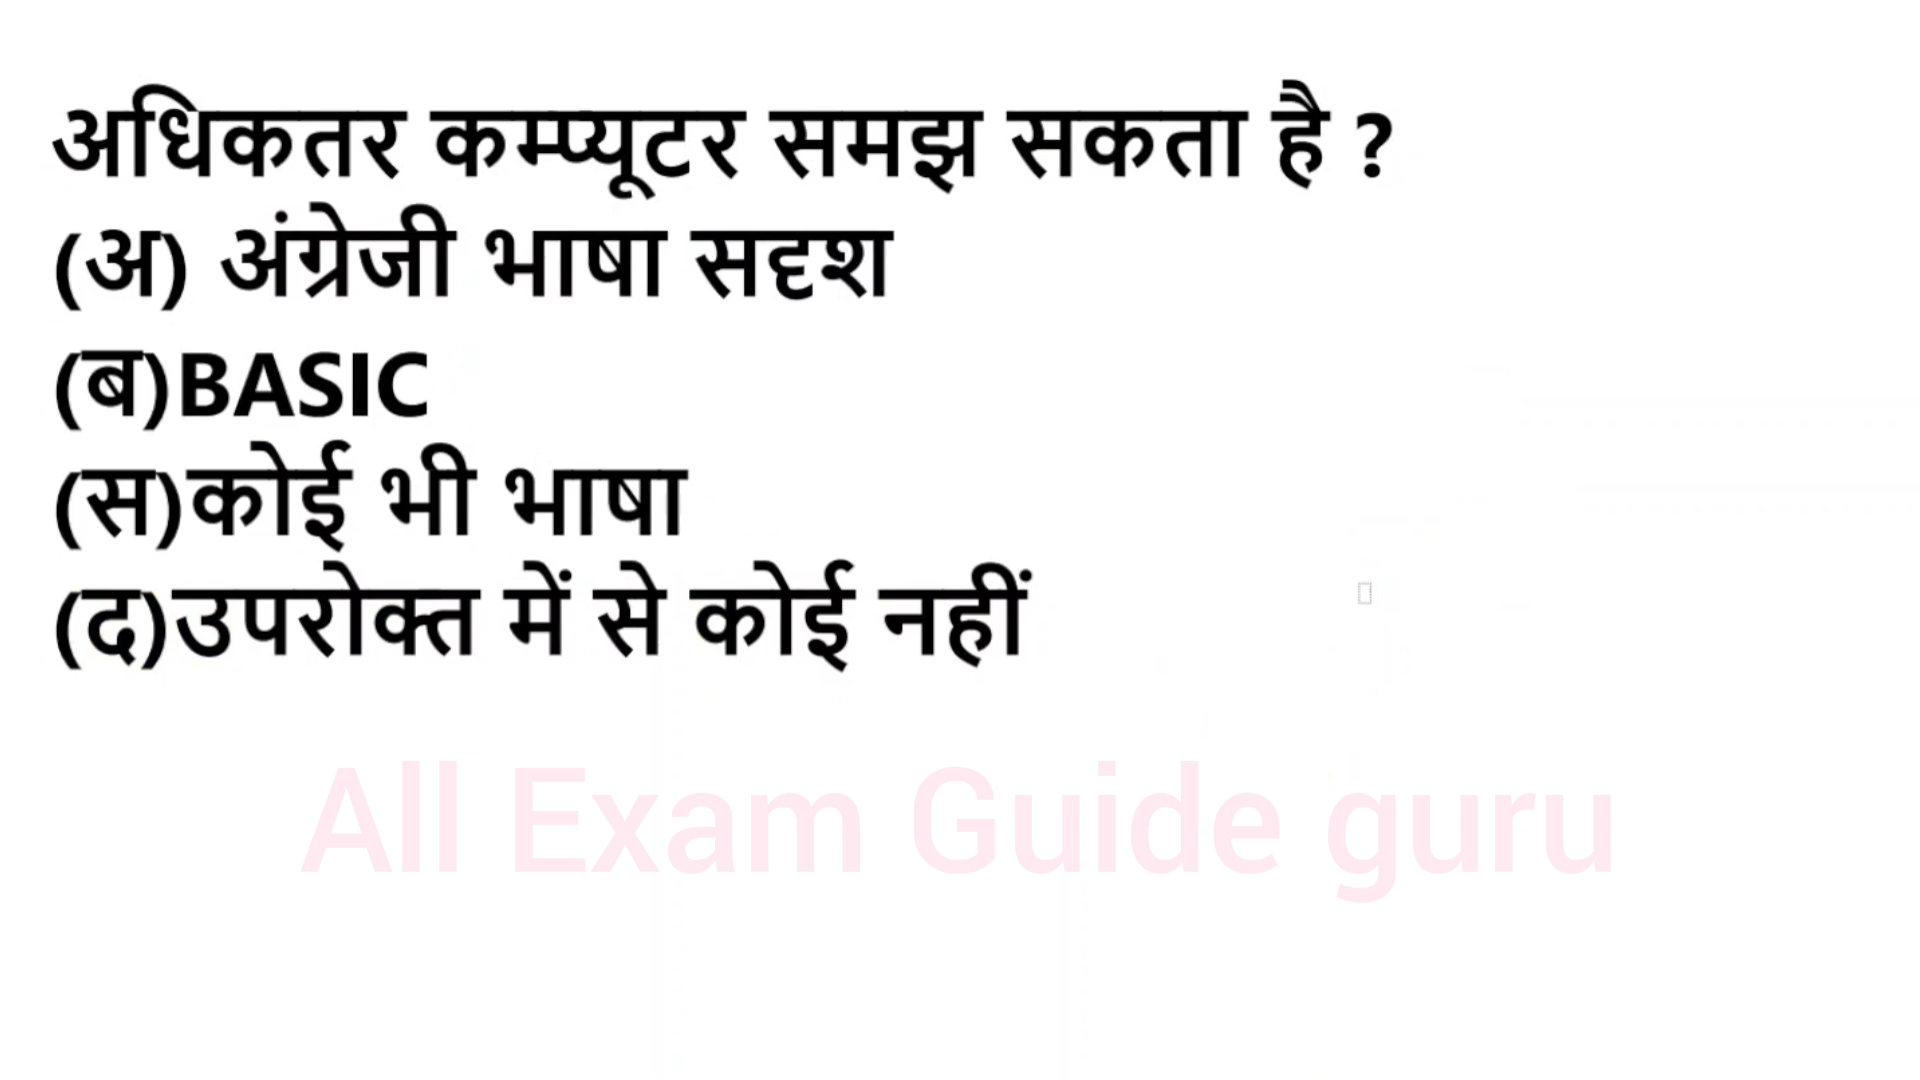 अधिकतर कम्प्यूटर समझ सकता है ?
(अ) अंग्रेजी भाषा सदृश
(ब)BASIC
(स)कोई भी भाषा
(द)उपरोक्त में से कोई नहीं
All Exam Guide guru